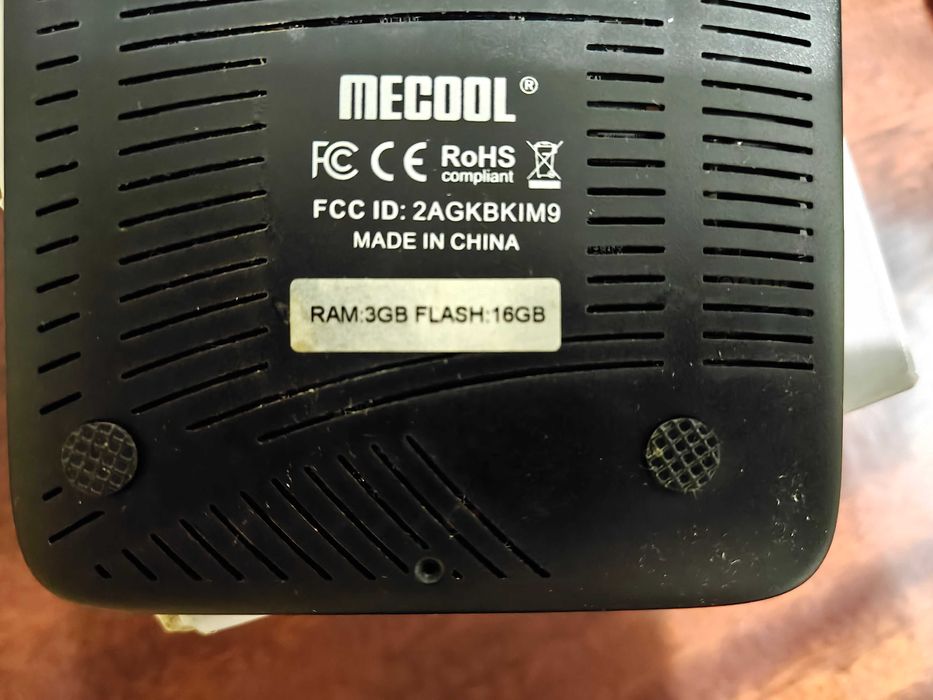 MECOOL®
FC CE RoHS
compliant
FCC ID: 2AGKBKIM9
MADE IN CHINA
RAM:3GB FLASH:16GB